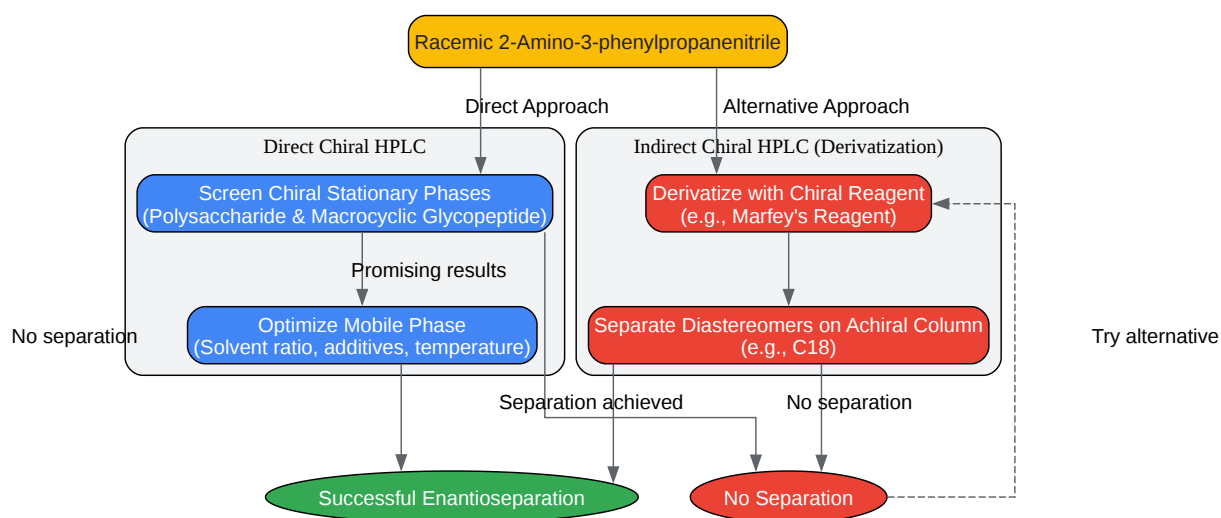 Racemic 2-Amino-3-phenylpropanenitrile
Direct Approach
Alternative Approach
Direct Chiral HPLC
Indirect Chiral HPLC (Derivatization)
Screen Chiral Stationary Phases
(Polysaccharide & Macrocyclic Glycopeptide)
Derivatize with Chiral Reagent
(e.g., Marfey's Reagent)
Promising results
Optimize Mobile Phase
(Solvent ratio, additives, temperature)
Separate Diastereomers on Achiral Column
(e.g., C18)
No separation
Try alternative
Separation achieved
No separation
Successful Enantioseparation
No Separation